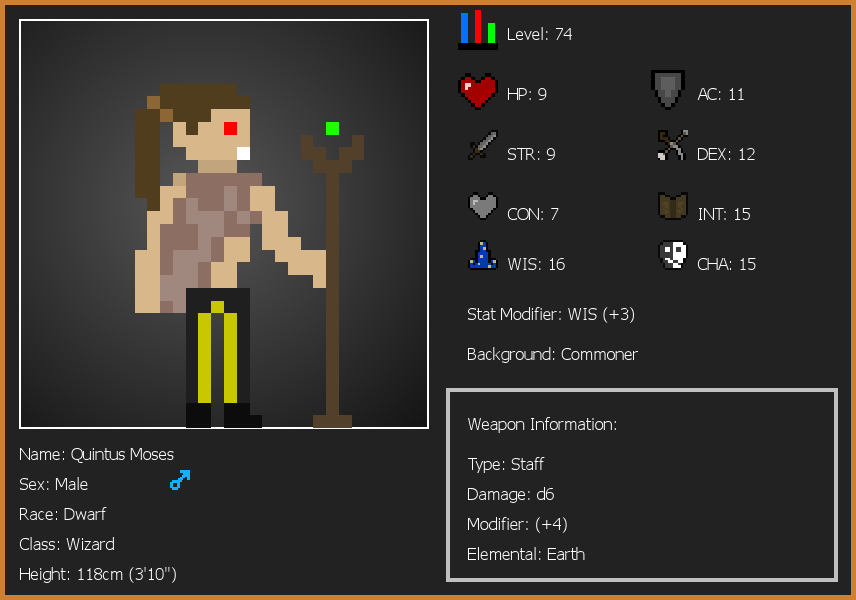 Level: 74
HP: 9
AC: 11
STR: 9
DEX: 12
CON: 7
INT: 15
WIS: 16
CHA: 15
Stat Modifier: WIS (+3)
Background: Commoner
Weapon Information:
Type: Staff
Damage: d6
Modifier: (+4)
Elemental: Earth
Name: Quintus Moses
Sex: Male
Race: Dwarf
Class: Wizard
Height: 118cm (3'10")